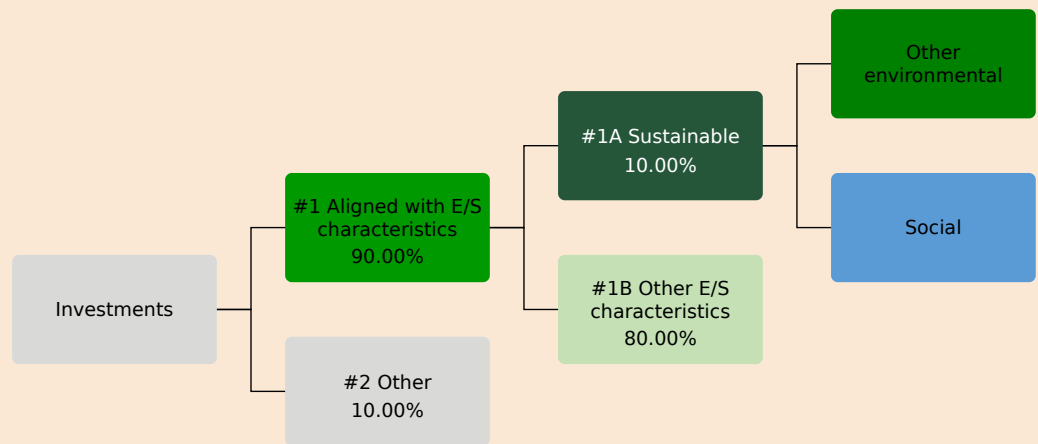 Other
environmental
#1A Sustainable
10.00%
#1 Aligned with E/S
characteristics
90.00%
Social
Investments
#1B Other E/S
characteristics
80.00%
#2 Other
10.00%